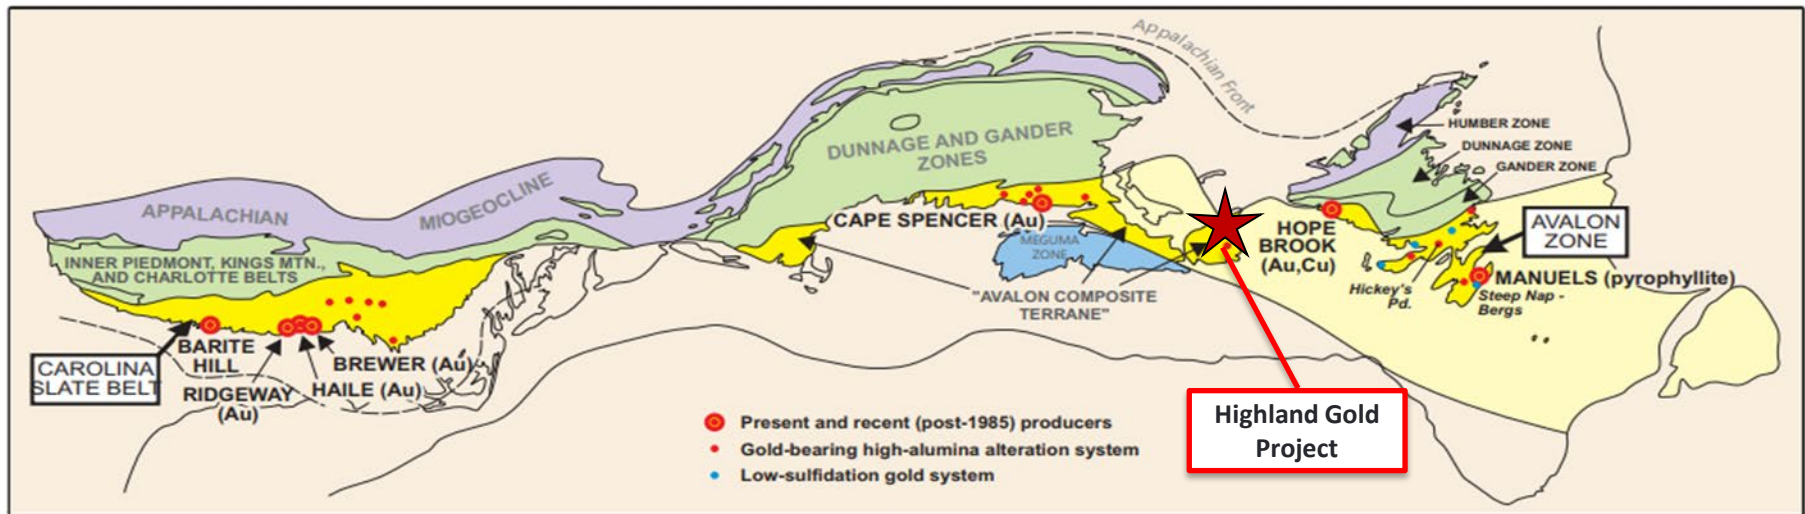 Appalachian Front
HUMBER ZONE
DUNNAGE ZONE
GANDER ZONE
DUNNAGE AND GANDER
ZONES
APPALACHIAN
MIOGEOCLINE
CAPE SPENCER (Au)
MEGUMA
ZONE
HOPE
BROOK
(Au,Cu)
AVALON
ZONE
INNER PIEDMONT, KINGS MTN.,
AND CHARLOTTE BELTS
"AVALON COMPOSITE
TERRANE"
Hickey's
Pd.
MANUELS (pyrophyllite)
Steep Nap -
Bergs
CAROLINA
SLATE BELT
BARITE
HILL
RIDGEWAY
(Au)
HAILE (Au)
BREWER (Au)
Highland Gold
Project
Present and recent (post-1985) producers
Gold-bearing high-alumina alteration system
Low-sulfidation gold system